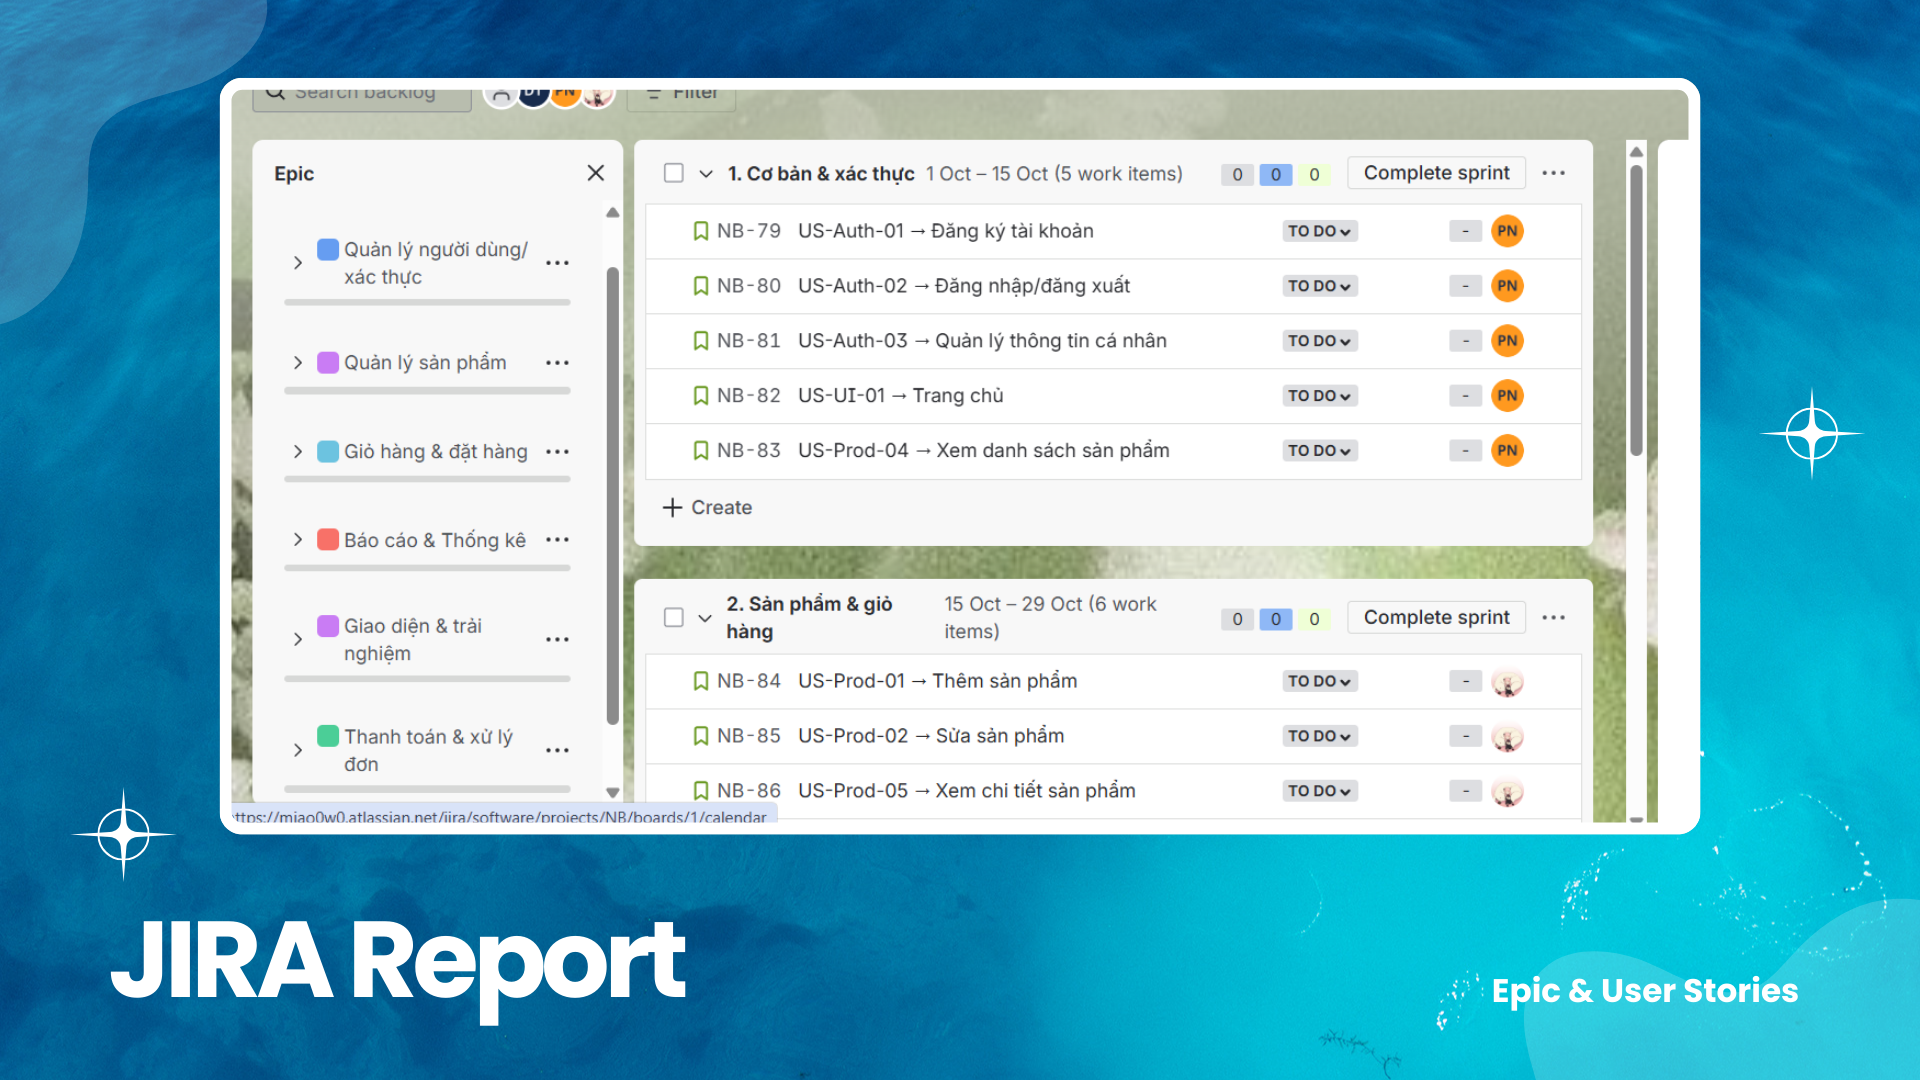 Search backlog
DT
PN
Filter
Epic
Quản lý người dùng/
xác thực
Quản lý sản phẩm
Giỏ hàng & đặt hàng
Báo cáo & Thống kê
Giao diện & trải
nghiệm
Thanh toán & xử lý
đơn
1. Cơ bản & xác thực 1 Oct – 15 Oct (5 work items) 0 0 0 Complete sprint
NB-79 US-Auth-01 → Đăng ký tài khoản TO DO - PN
NB-80 US-Auth-02 → Đăng nhập/đăng xuất TO DO - PN
NB-81 US-Auth-03 → Quản lý thông tin cá nhân TO DO - PN
NB-82 US-UI-01 → Trang chủ TO DO - PN
NB-83 US-Prod-04 → Xem danh sách sản phẩm TO DO - PN
Create
2. Sản phẩm & giỏ
hàng
15 Oct – 29 Oct (6 work
items)
0 0 0 Complete sprint
NB-84 US-Prod-01 → Thêm sản phẩm TO DO -
NB-85 US-Prod-02 → Sửa sản phẩm TO DO -
NB-86 US-Prod-05 → Xem chi tiết sản phẩm TO DO -
ttps://miao0w0.atlassian.net/jira/software/projects/NB/boards/1/calendar
JIRA Report
Epic & User Stories